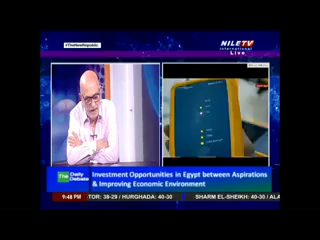 NILE TV
International
Live
#TheNewRepublic
The Daily Debate
Investment Opportunities in Egypt between Aspirations
& Improving Economic Environment
9:48 PM TOR: 38-29 / HURGHADA: 40-30 SHARM EL-SHEIKH: 40-30 / AL